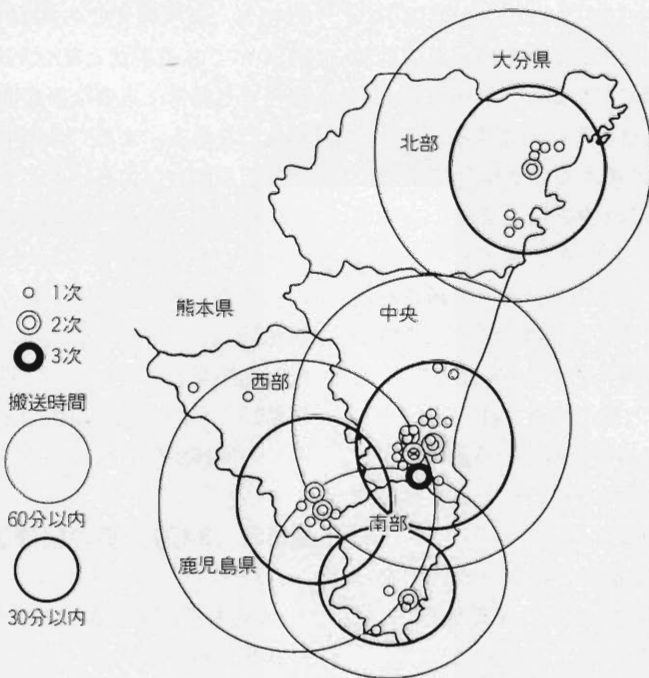 大分県
北部
熊本県
中央
1次
2次
3次
西部
搬送時間
60分以内
南部
鹿児島県
30分以内